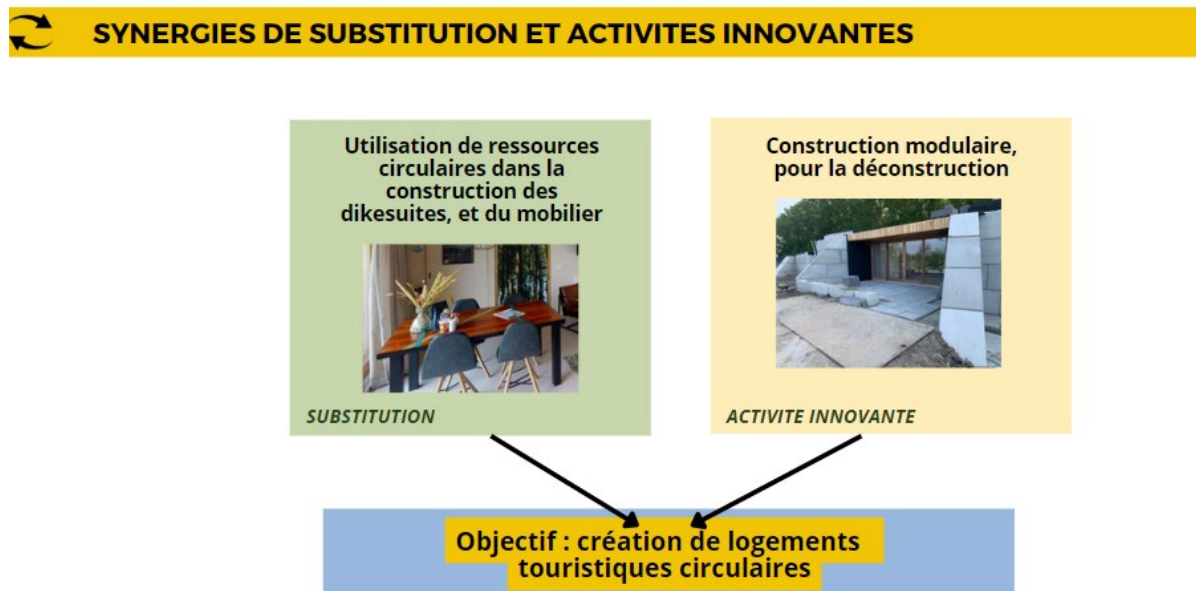 SYNERGIES DE SUBSTITUTION ET ACTIVITES INNOVANTES
Utilisation de ressources
circulaires dans la
construction des
dikesuites, et du mobilier
SUBSTITUTION
Construction modulaire,
pour la déconstruction
ACTIVITE INNOVANTE
Objectif : création de logements
touristiques circulaires